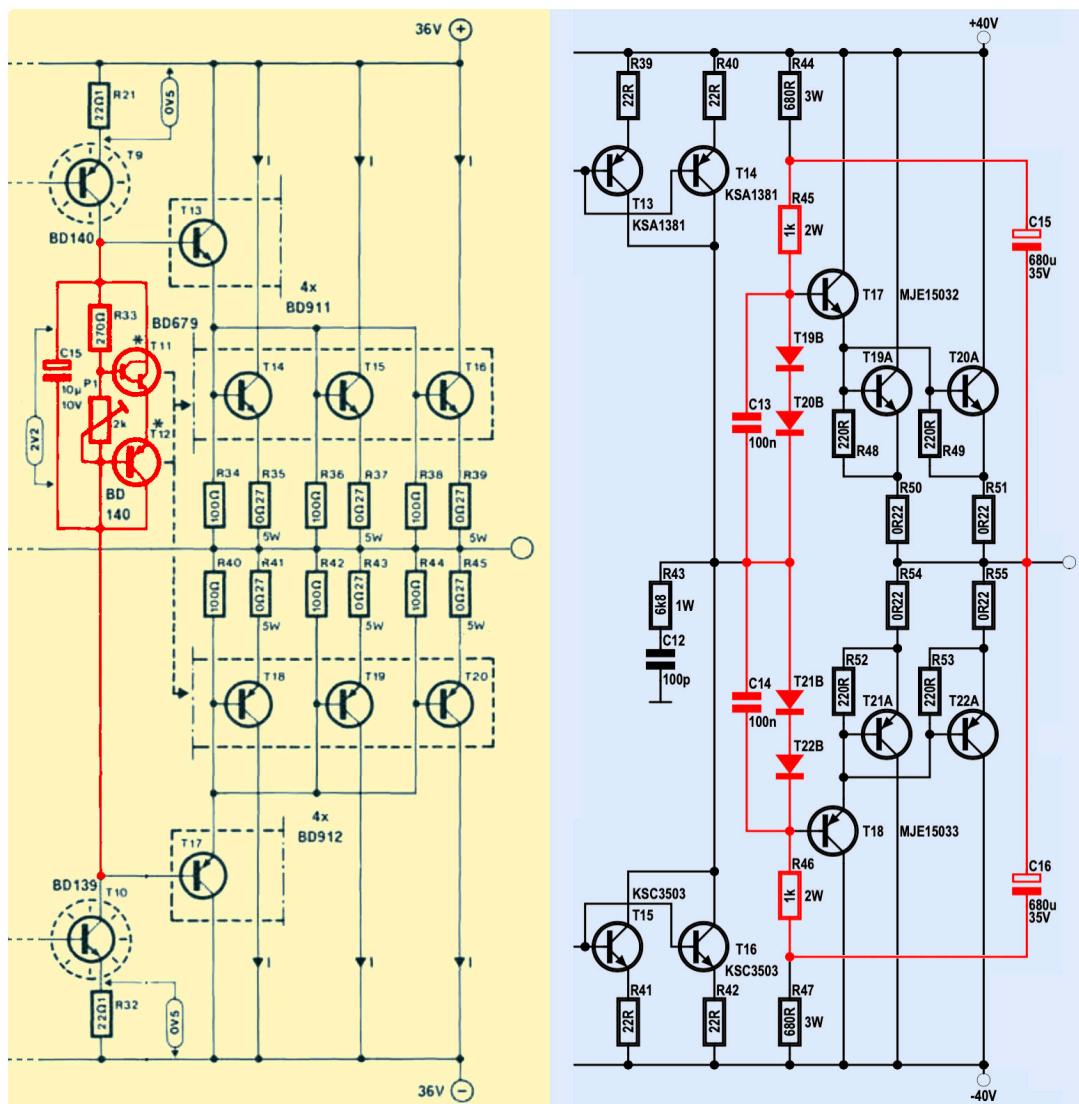 36V +
R21
22Ω1
0V5
T9
BD140
T13
4x
BD911
R33
270Ω
BD679
*
T11
C15
10µ
10V
P1
2k
*
T12
2V2
BD
140
T14
T15
T16
R34
R35
R36
R37
R38
R39
100Ω
0Ω27
100Ω
0Ω27
100Ω
0Ω27
5W
5W
5W
R40
R41
R42
R43
R44
R45
100Ω
0Ω27
100Ω
0Ω27
100Ω
0Ω27
5W
5W
5W
T18
T19
T20
4x
BD912
T17
BD139
T10
I
I
I
I
I
I
R32
22Ω1
0V5
36V −
+40V
R39
22R
R40
22R
R44
680R
3W
T13
KSA1381
T14
KSA1381
R45
1k
2W
C15
680u
35V
T17
MJE15032
T19B
T20B
T19A
T20A
C13
100n
220R
R48
220R
R49
R50
0R22
R51
0R22
R43
6k8
1W
C12
100p
R54
0R22
R55
0R22
R52
220R
R53
220R
C14
100n
T21B
T22B
T21A
T22A
T18
MJE15033
R46
1k
2W
C16
680u
35V
KSC3503
T15
T16
KSC3503
R41
22R
R42
22R
R47
680R
3W
-40V